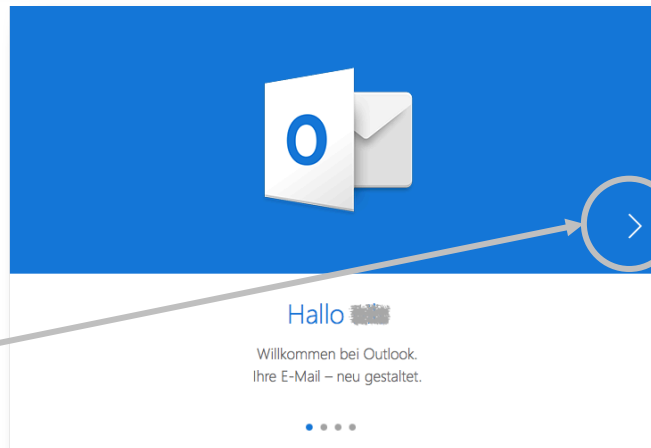 O
Hallo
Willkommen bei Outlook.
Ihre E-Mail – neu gestaltet.